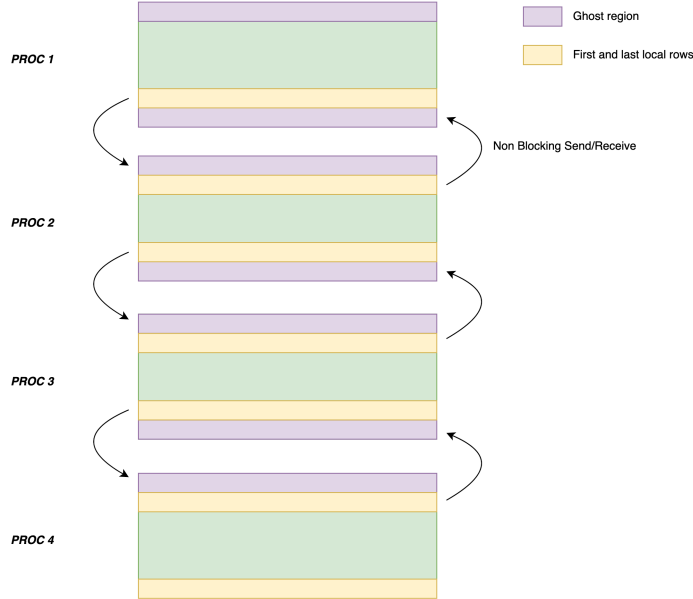 Ghost region
PROC 1
First and last local rows
Non Blocking Send/Receive
PROC 2
PROC 3
PROC 4